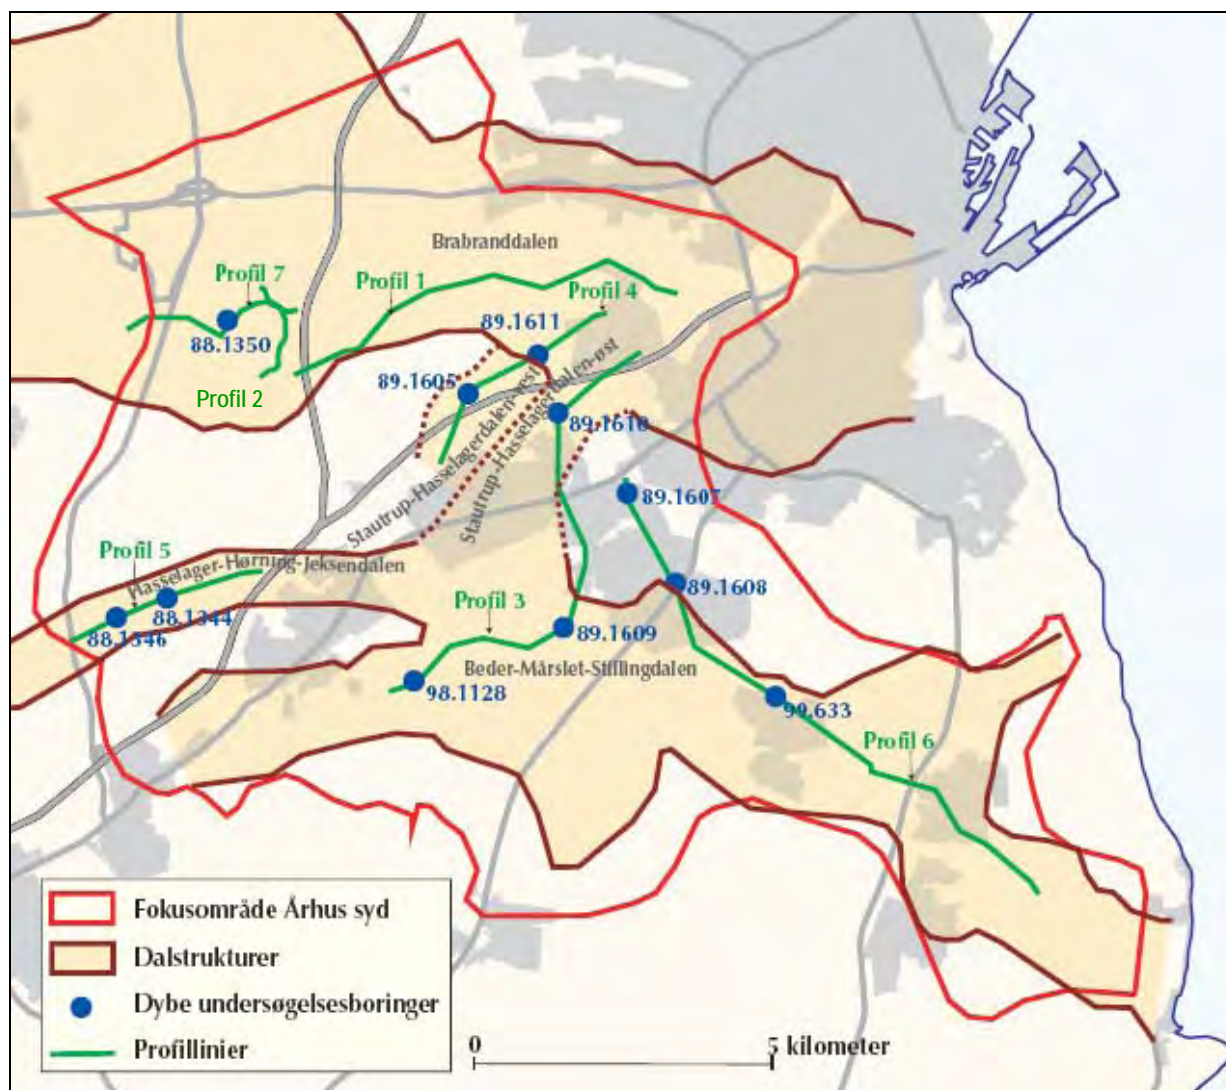 Brabranddalen
Profil 7
Profil 1
Profil 4
89.1611
88.1350
89.1605
Profil 2
Stautrup-Hasselagerdalen-vest
Stautrup-Hasselagerdalen-øst
89.1610
89.1607
Profil 5
Hasselager-Hørning-Jeksendalen
88.1344
88.1346
89.1608
Profil 3
89.1609
Beder-Mårslet-Stillingdalen
98.1128
99.633
Profil 6
Fokusområde Århus syd
Dalstrukturer
Dybe undersøgelsesboringer
Profillinier
0 5 kilometer